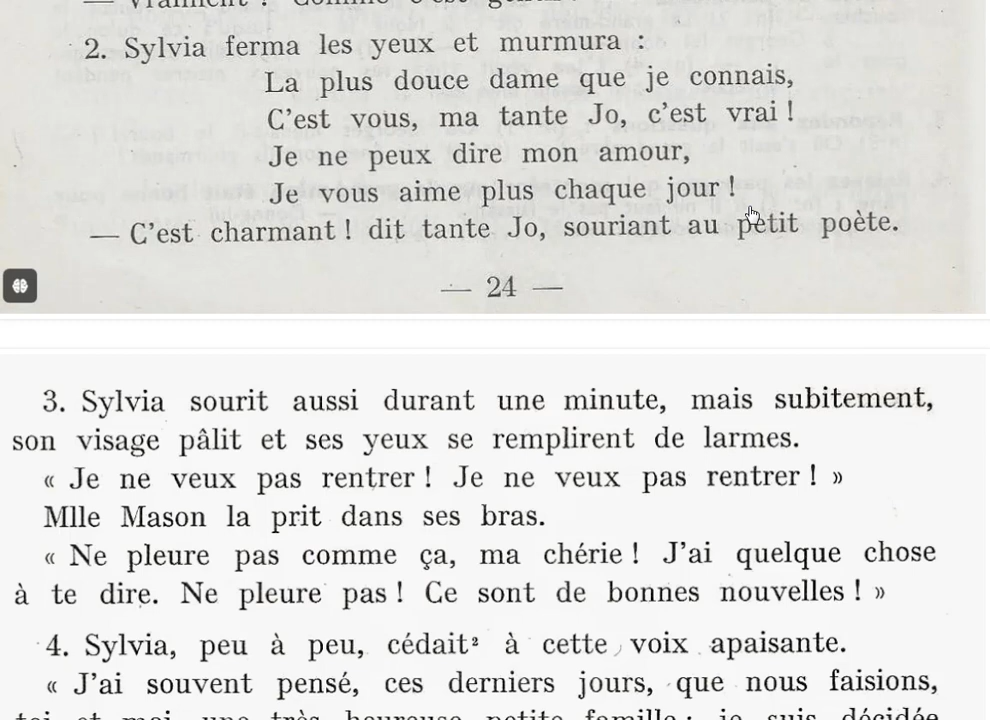 2. Sylvia ferma les yeux et murmura :
La plus douce dame que je connais,
C'est vous, ma tante Jo, c'est vrai !
Je ne peux dire mon amour,
Je vous aime plus chaque jour !
— C'est charmant ! dit tante Jo, souriant au petit poète.
— 24 —
3. Sylvia sourit aussi durant une minute, mais subitement,
son visage pâlit et ses yeux se remplirent de larmes.
« Je ne veux pas rentrer ! Je ne veux pas rentrer ! »
Mlle Mason la prit dans ses bras.
« Ne pleure pas comme ça, ma chérie ! J'ai quelque chose
à te dire. Ne pleure pas ! Ce sont de bonnes nouvelles ! »
4. Sylvia, peu à peu, cédait² à cette voix apaisante.
« J'ai souvent pensé, ces derniers jours, que nous faisions,